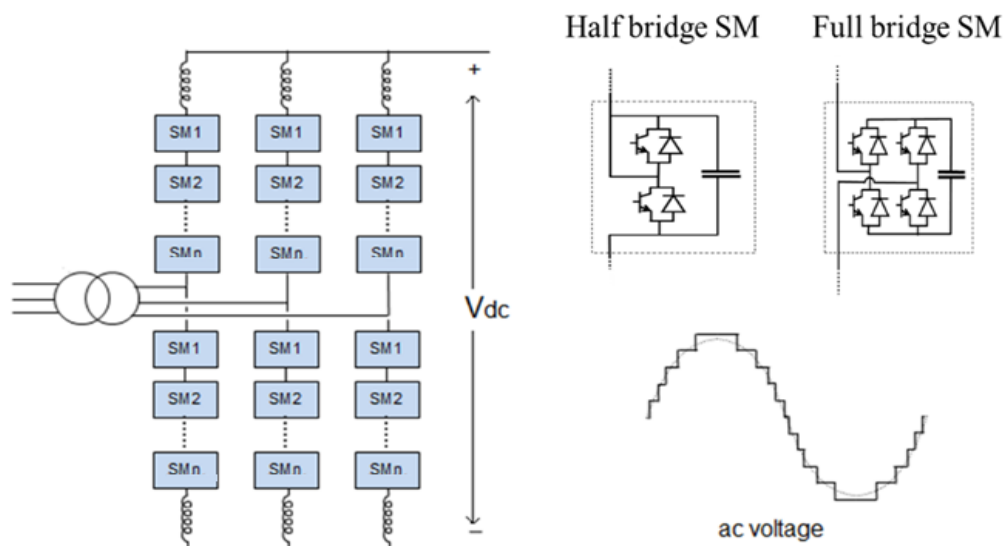 Half bridge SM
Full bridge SM
+
SM1
SM1
SM1
SM2
SM2
SM2
SMn
SMn
SMn
Vdc
SM1
SM1
SM1
SM2
SM2
SM2
SMn
SMn
SMn
−
ac voltage